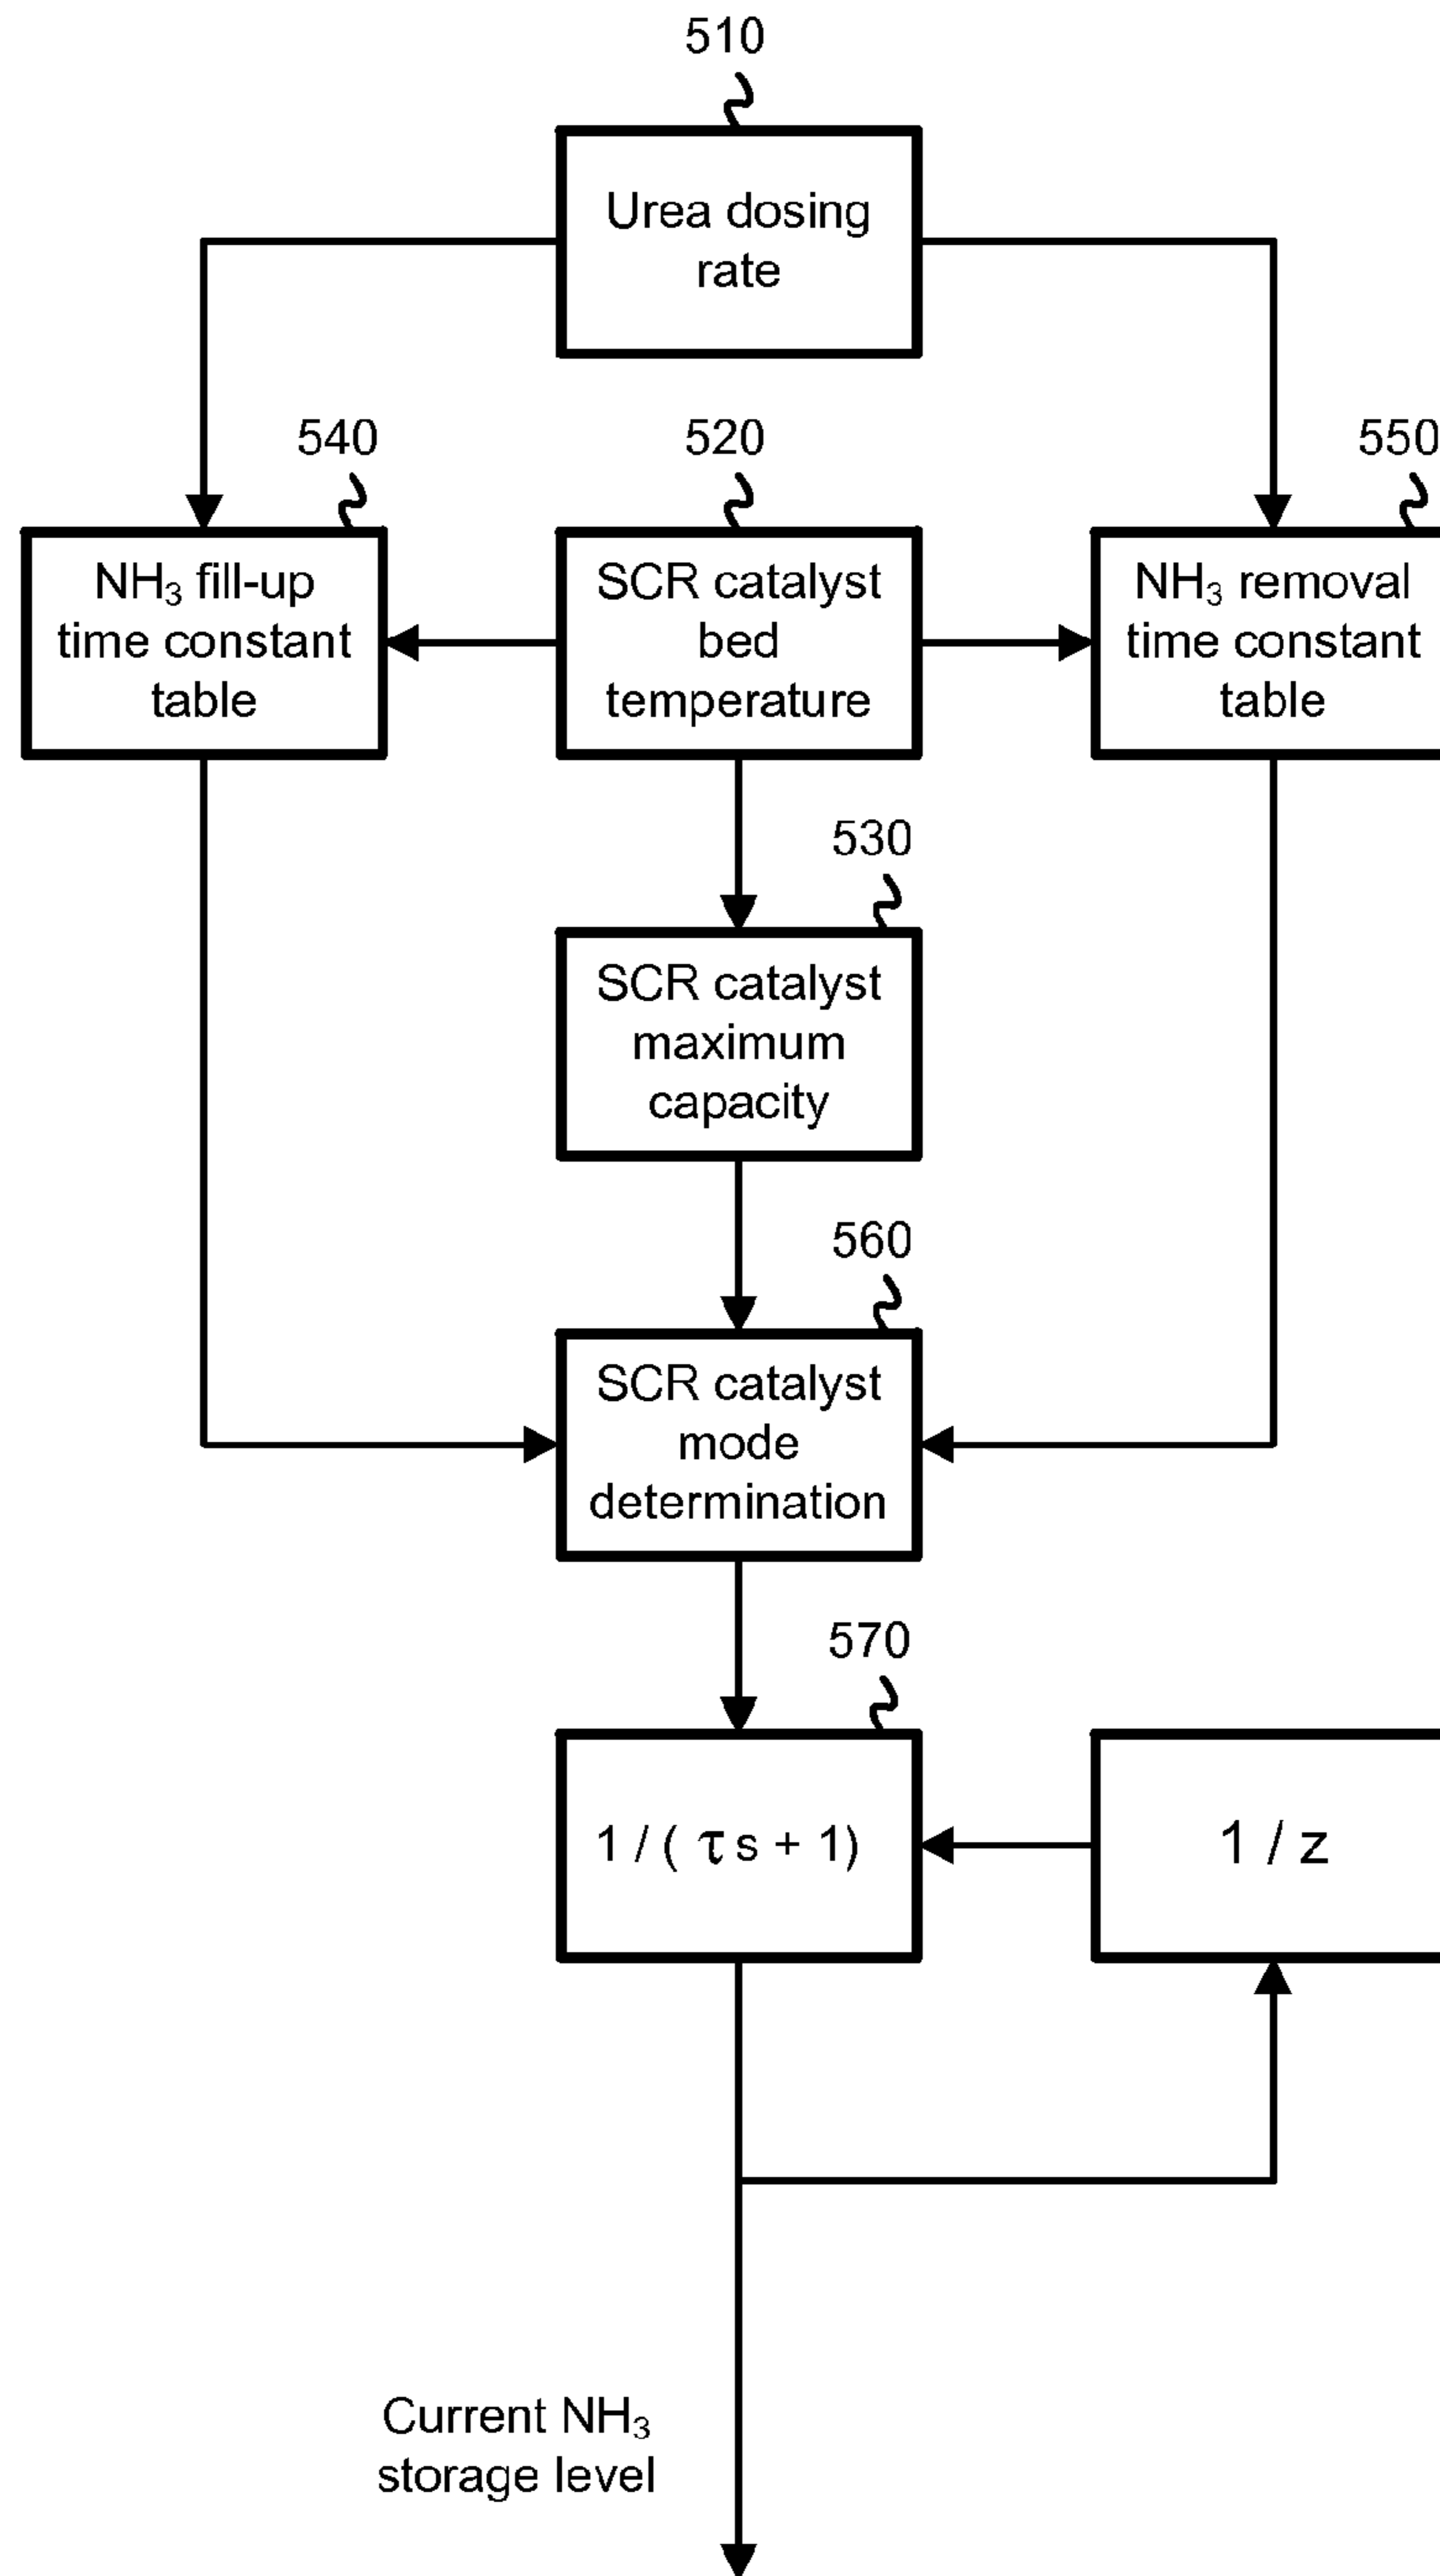 510
Urea dosing
rate
540
520
550
NH₃ fill-up
time constant
table
SCR catalyst
bed
temperature
NH₃ removal
time constant
table
530
SCR catalyst
maximum
capacity
560
SCR catalyst
mode
determination
570
1 / ( τ s + 1)
1 / z
Current NH₃
storage level